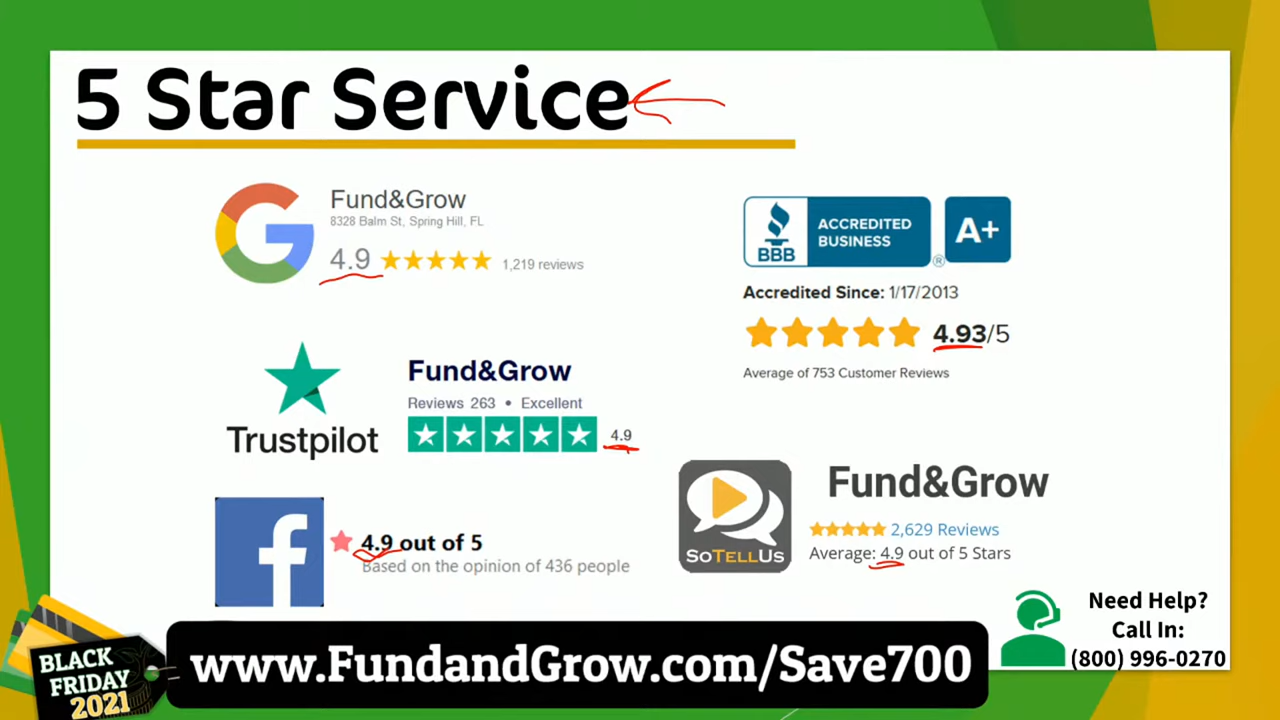 5 Star Service
Fund&Grow
8328 Balm St, Spring Hill, FL
4.9
1,219 reviews
BBB
ACCREDITED
BUSINESS
®
A+
Accredited Since: 1/17/2013
4.93/5
Average of 753 Customer Reviews
Trustpilot
Fund&Grow
Reviews 263 • Excellent
4.9
f
4.9 out of 5
Based on the opinion of 436 people
SOTELLUS
Fund&Grow
2,629 Reviews
Average: 4.9 out of 5 Stars
Need Help?
Call In:
(800) 996-0270
BLACK
FRIDAY
2021
www.FundandGrow.com/Save700